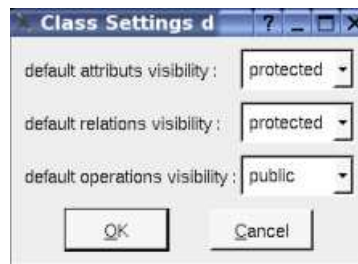 Class Settings d
default attributs visibility : protected
default relations visibility : protected
default operations visibility : public
OK Cancel